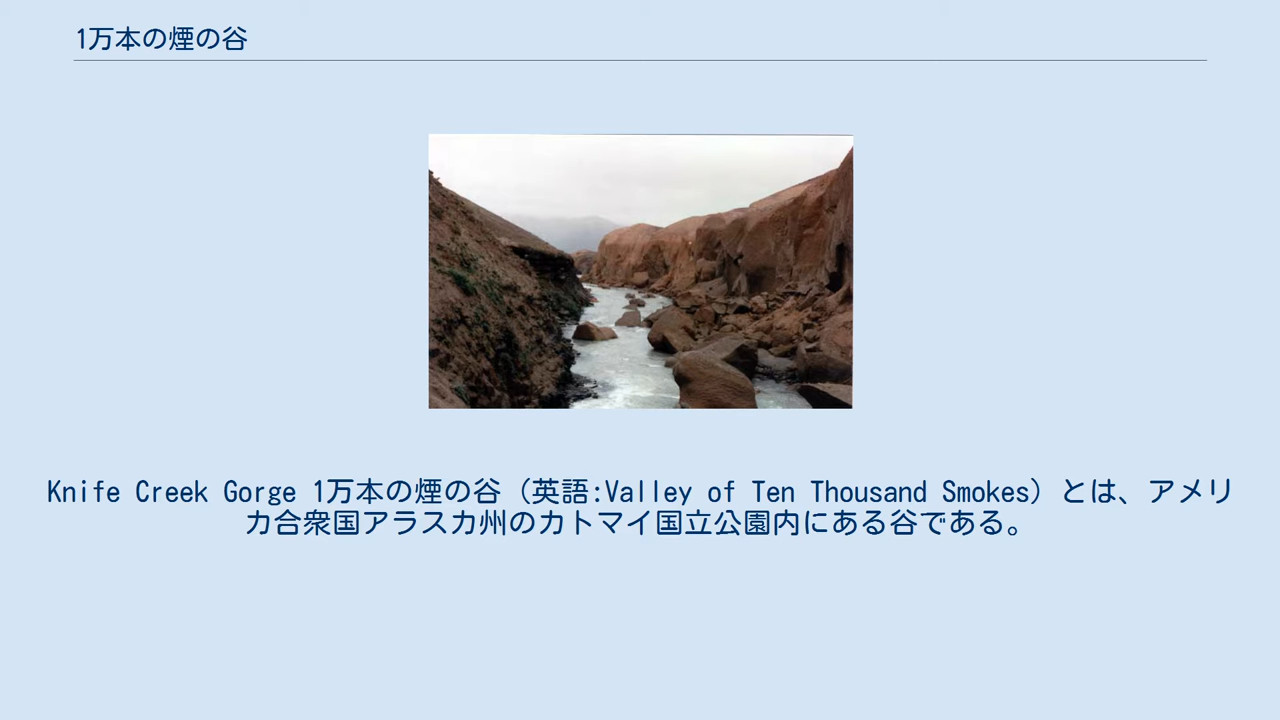 1万本の煙の谷
Knife Creek Gorge 1万本の煙の谷（英語:Valley of Ten Thousand Smokes）とは、アメリ
カ合衆国アラスカ州のカトマイ国立公園内にある谷である。